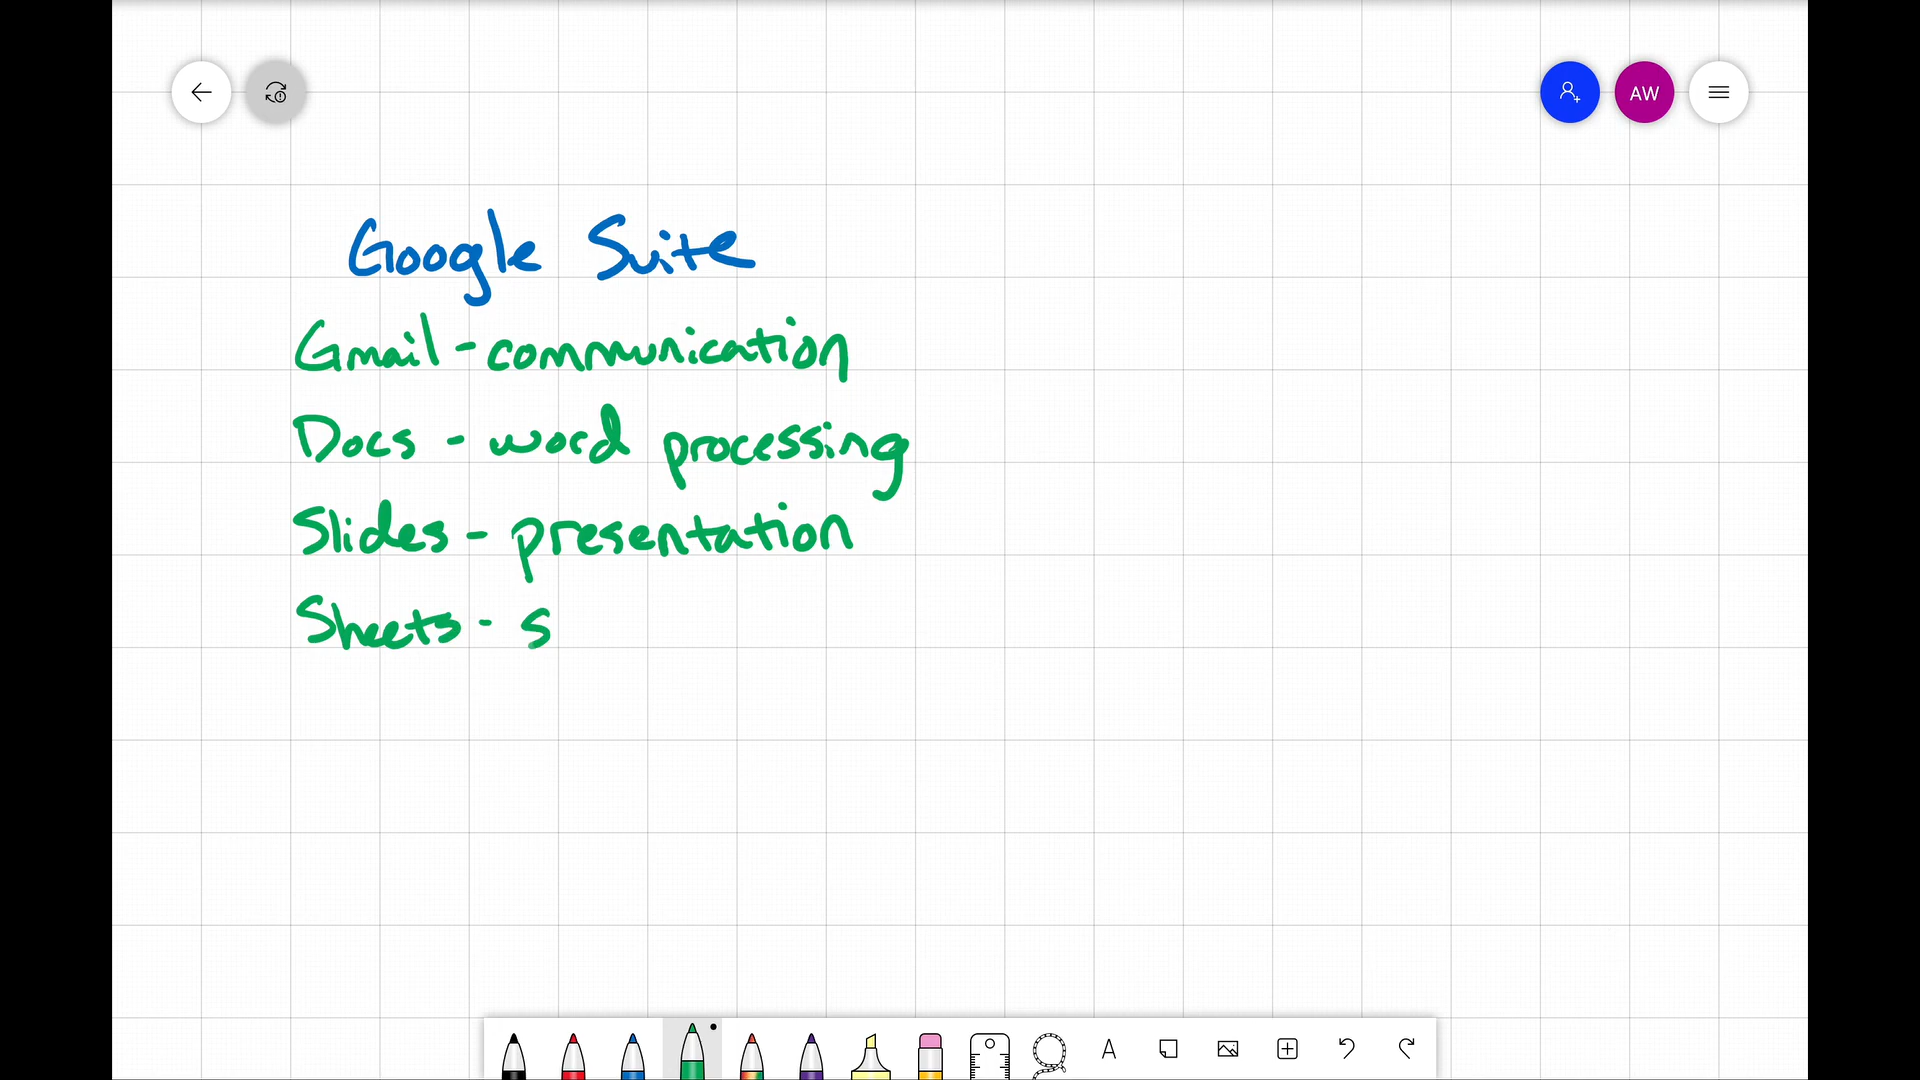 AW
Google Suite
Gmail - communication
Docs - word processing
Slides - presentation
Sheets - s
A